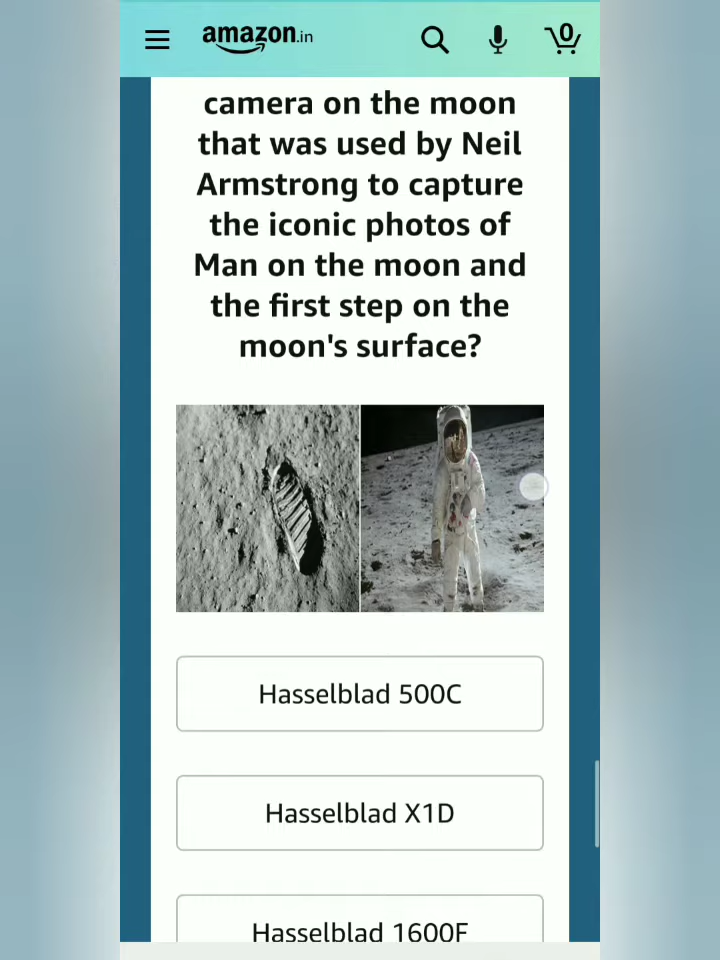 amazon.in
0
camera on the moon
that was used by Neil
Armstrong to capture
the iconic photos of
Man on the moon and
the first step on the
moon's surface?
Hasselblad 500C
Hasselblad X1D
Hasselblad 1600F